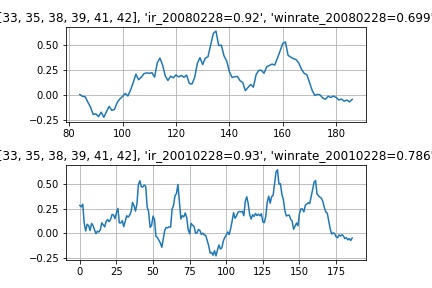 [33, 35, 38, 39, 41, 42], 'ir_20080228=0.92', 'winrate_20080228=0.699'
0.50
0.25
0.00
−0.25
80 100 120 140 160 180
[33, 35, 38, 39, 41, 42], 'ir_20010228=0.93', 'winrate_20010228=0.786'
0.50
0.25
0.00
−0.25
0 25 50 75 100 125 150 175